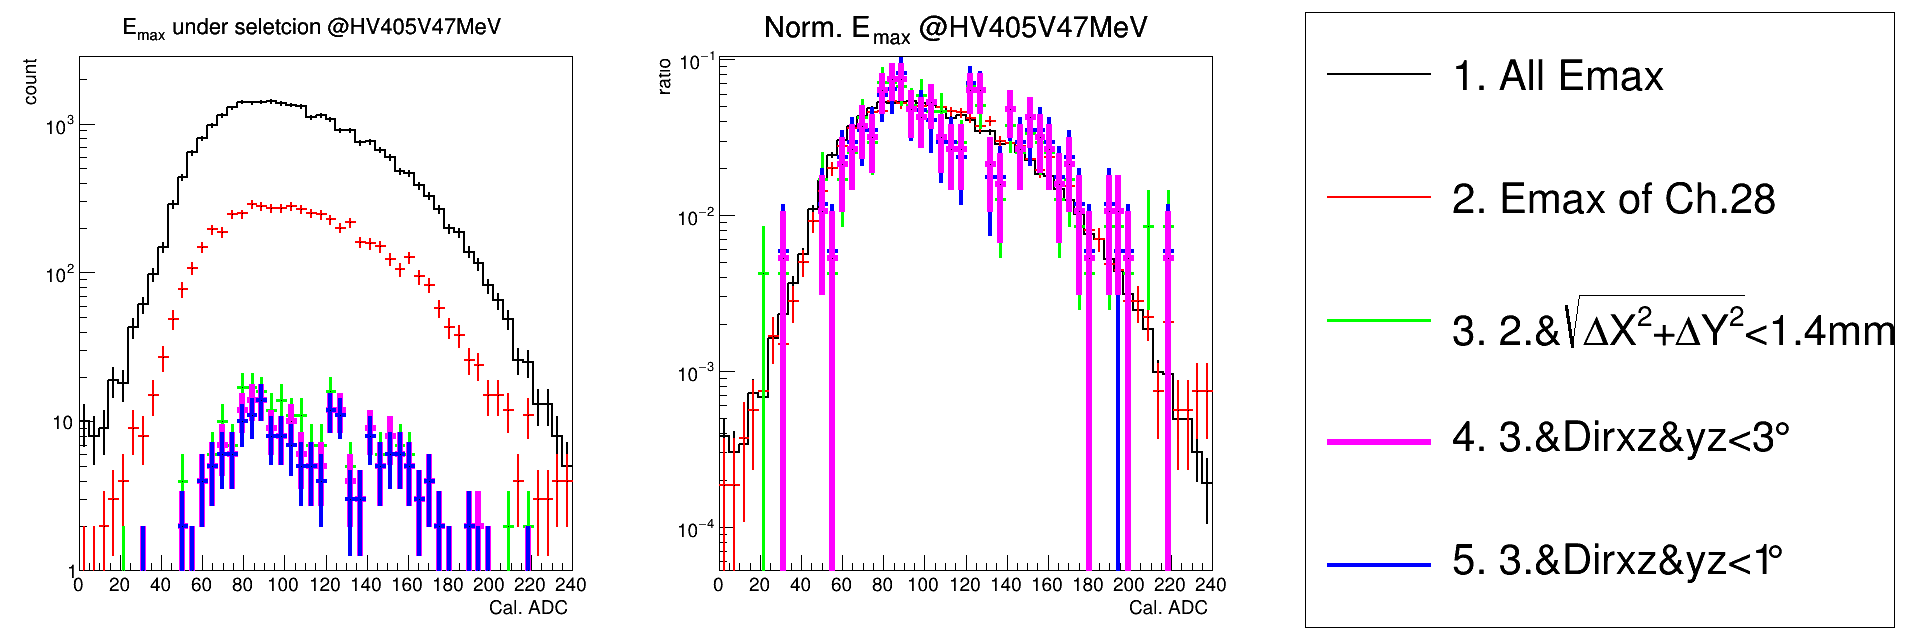 E_max under seletcion @HV405V47MeV
count
10^3
10^2
10
1
0 20 40 60 80 100 120 140 160 180 200 220 240
Cal. ADC
Norm. E_max @HV405V47MeV
ratio
10^-1
10^-2
10^-3
10^-4
0 20 40 60 80 100 120 140 160 180 200 220 240
Cal. ADC
1. All Emax
2. Emax of Ch.28
3. 2.&√ΔX²+ΔY²<1.4mm
4. 3.&Dirxz&yz<3°
5. 3.&Dirxz&yz<1°